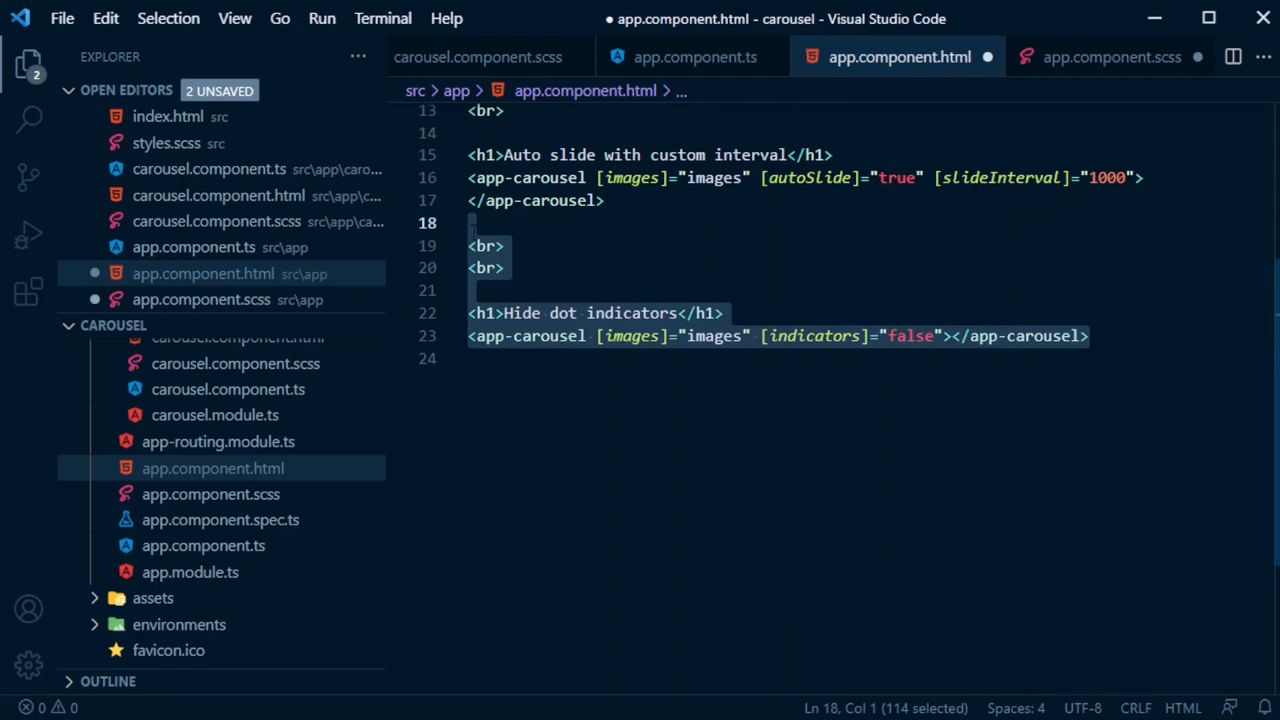 File Edit Selection View Go Run Terminal Help ● app.component.html - carousel - Visual Studio Code
EXPLORER
carousel.component.scss app.component.ts app.component.html app.component.scss
2
OPEN EDITORS 2 UNSAVED
src > app > app.component.html > ...
index.html src
styles.scss src
carousel.component.ts src\app\caro...
carousel.component.html src\app\c...
carousel.component.scss src\app\ca...
app.component.ts src\app
app.component.html src\app
app.component.scss src\app
CAROUSEL
carousel.component.html
carousel.component.scss
carousel.component.ts
carousel.module.ts
app-routing.module.ts
app.component.html
app.component.scss
app.component.spec.ts
app.component.ts
app.module.ts
assets
environments
favicon.ico
OUTLINE
13 <br>
14
15 <h1>Auto slide with custom interval</h1>
16 <app-carousel [images]="images" [autoSlide]="true" [slideInterval]="1000">
17 </app-carousel>
18
19 <br>
20 <br>
21
22 <h1>Hide dot indicators</h1>
23 <app-carousel [images]="images" [indicators]="false"></app-carousel>
24
0 0 Ln 18, Col 1 (114 selected) Spaces: 4 UTF-8 CRLF HTML